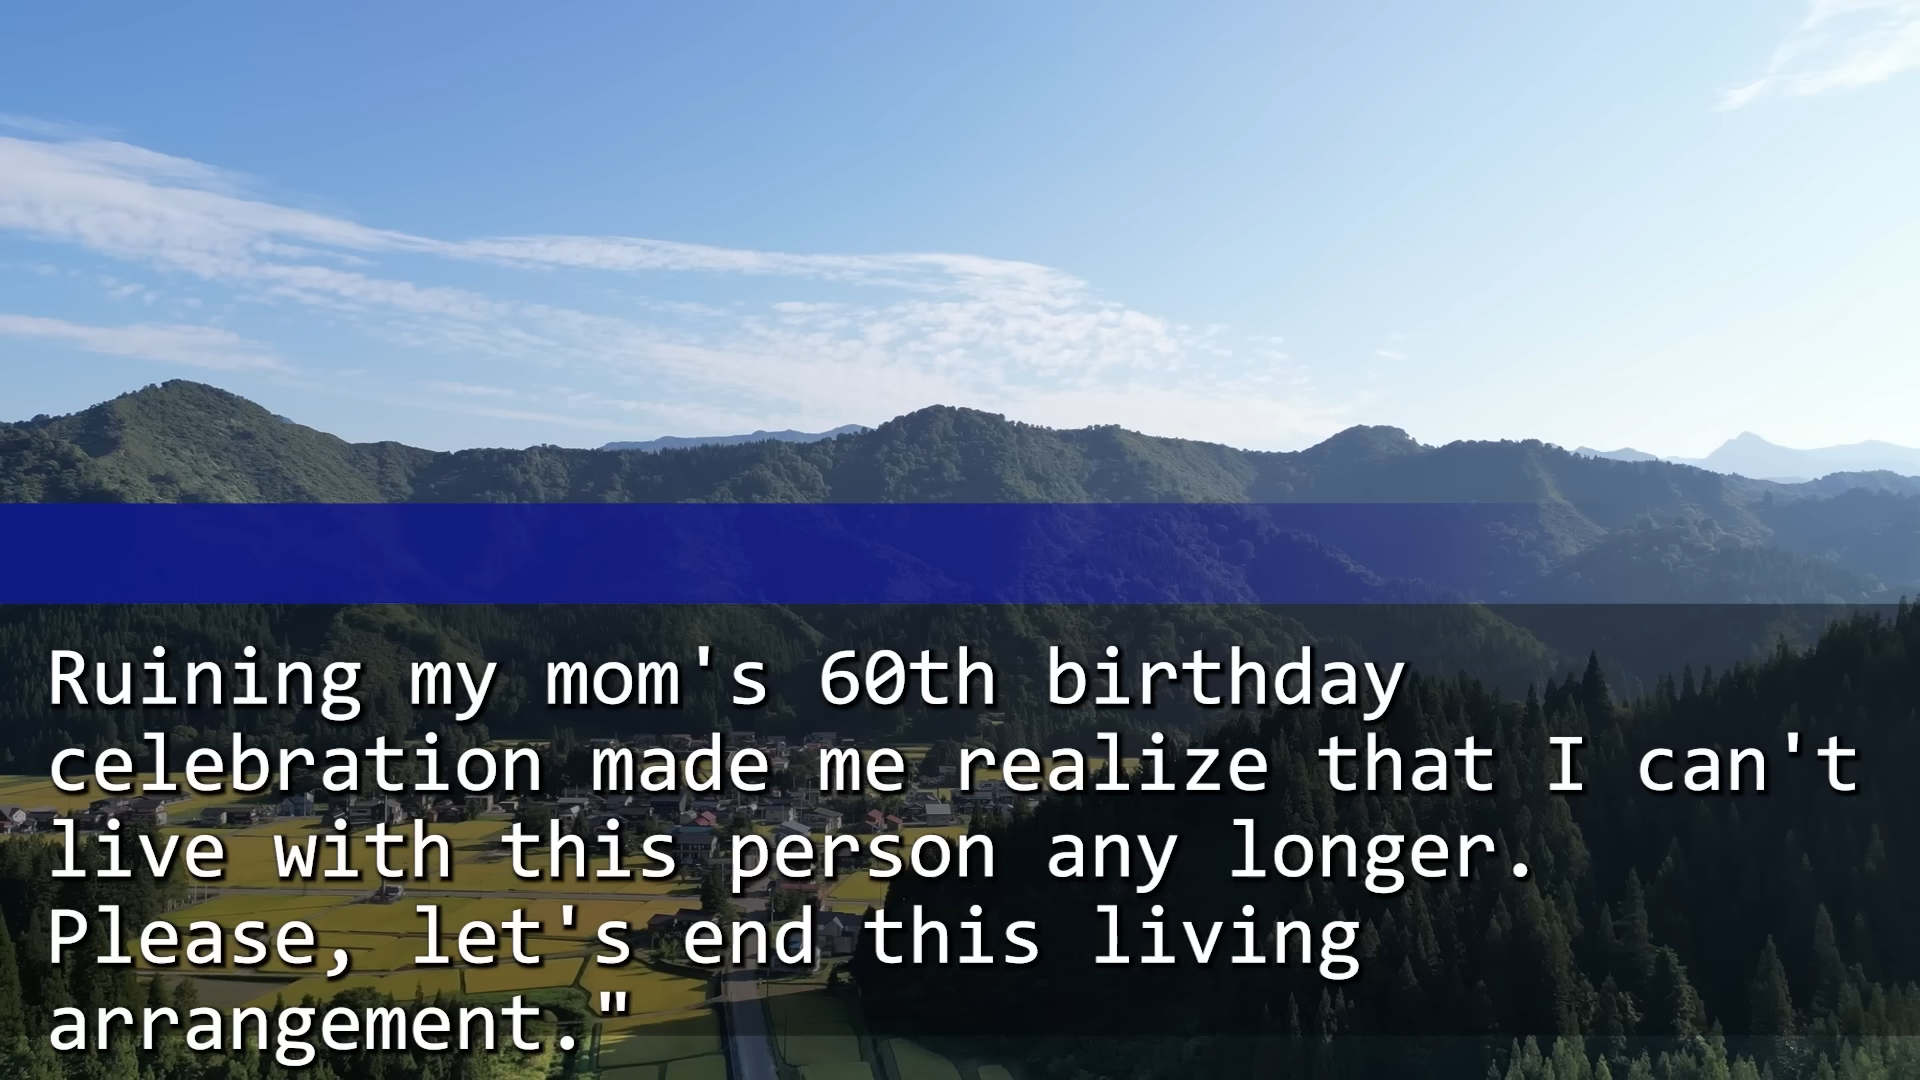 Ruining my mom's 60th birthday
celebration made me realize that I can't
live with this person any longer.
Please, let's end this living
arrangement."